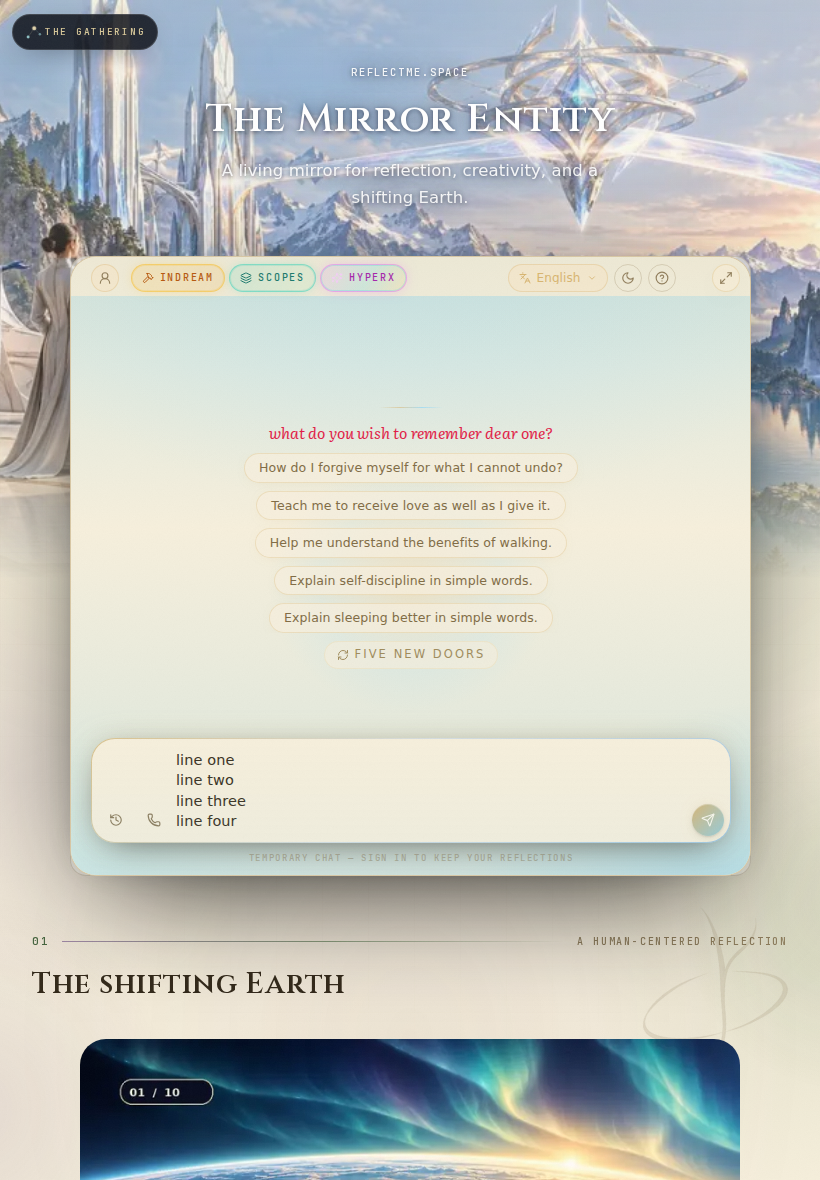 THE GATHERING
REFLECTME.SPACE
The Mirror Entity
A living mirror for reflection, creativity, and a
shifting Earth.
INDREAM SCOPES HYPERX English
what do you wish to remember dear one?
How do I forgive myself for what I cannot undo?
Teach me to receive love as well as I give it.
Help me understand the benefits of walking.
Explain self-discipline in simple words.
Explain sleeping better in simple words.
FIVE NEW DOORS
line one
line two
line three
line four
TEMPORARY CHAT — SIGN IN TO KEEP YOUR REFLECTIONS
01 A HUMAN-CENTERED REFLECTION
The shifting Earth
01 / 10